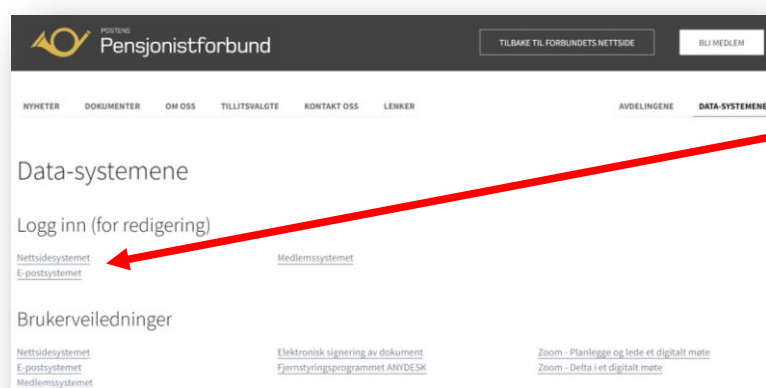 POSTENS
Pensjonistforbund
TILBAKE TIL FORBUNDETS NETTSIDE
BLI MEDLEM
NYHETER DOKUMENTER OM OSS TILLITSVALGTE KONTAKT OSS LENKER AVDELINGENE DATA-SYSTEMENE
Data-systemene
Logg inn (for redigering)
Nettsidesystemet Medlemssystemet
E-postsystemet
Brukerveiledninger
Nettsidesystemet Elektronisk signering av dokument Zoom - Planlegge og lede et digitalt møte
E-postsystemet Fjernstyringsprogrammet ANYDESK Zoom - Delta i et digitalt møte
Medlemssystemet